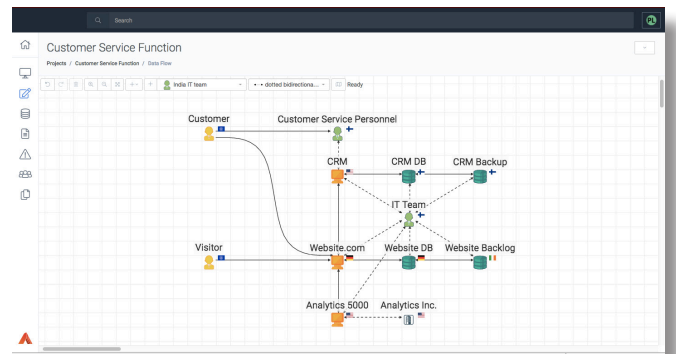 Search
PL
Customer Service Function
Projects / Customer Service Function / Data Flow
India IT team
dotted bidirectiona...
Ready
Customer
Customer Service Personnel
CRM
CRM DB
CRM Backup
IT Team
Visitor
Website.com
Website DB
Website Backlog
Analytics 5000
Analytics Inc.